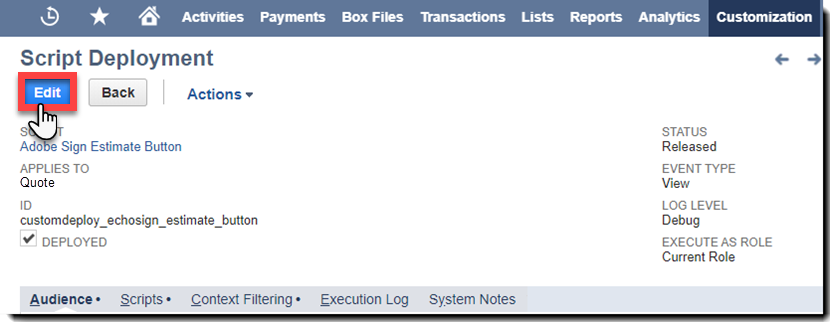 Activities Payments Box Files Transactions Lists Reports Analytics Customization
Script Deployment
Edit Back Actions
STATUS
Adobe Sign Estimate Button Released
APPLIES TO EVENT TYPE
Quote View
ID LOG LEVEL
customdeploy_echosign_estimate_button Debug
DEPLOYED EXECUTE AS ROLE
Current Role
Audience • Scripts • Context Filtering • Execution Log System Notes